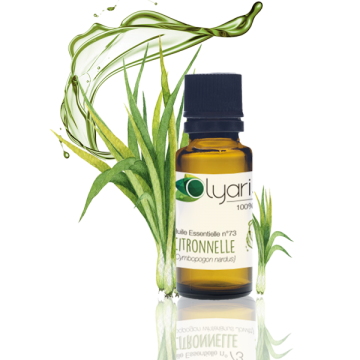 Olyari
100%
Huile Essentielle n°73
CITRONNELLE
(Cymbopogon nardus)